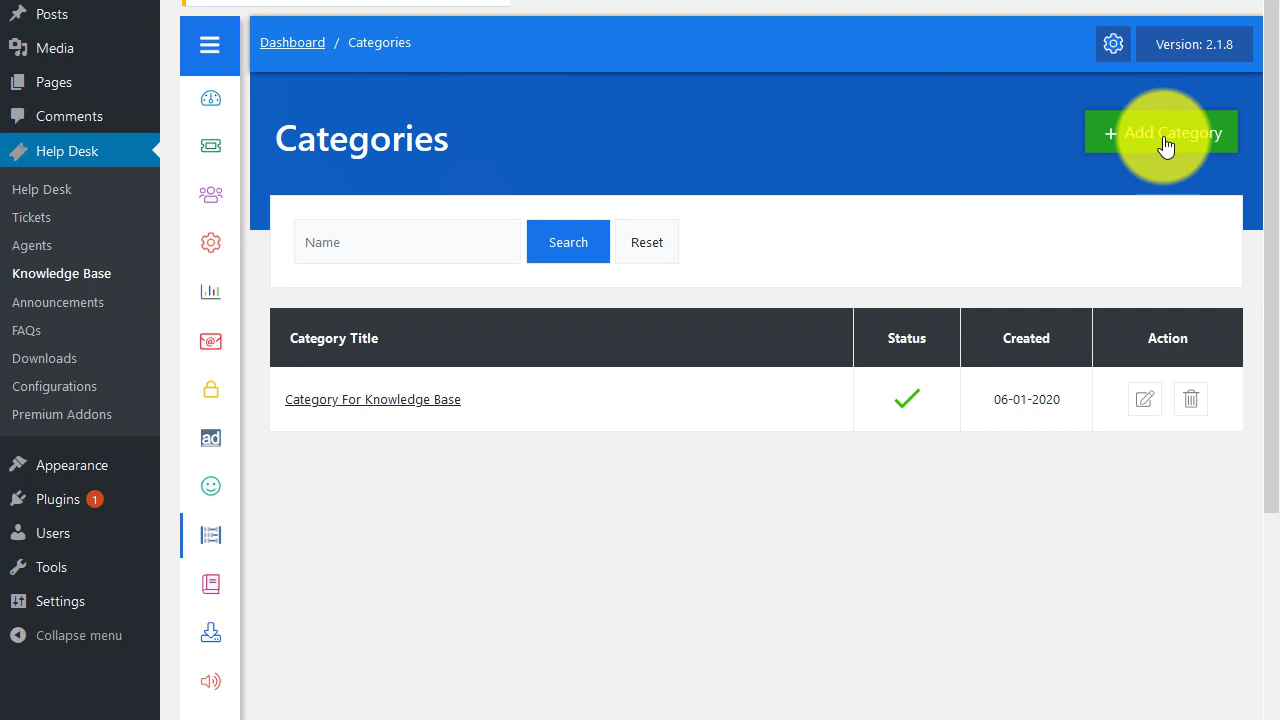 Posts
Media
Pages
Comments
Help Desk
Help Desk
Tickets
Agents
Knowledge Base
Announcements
FAQs
Downloads
Configurations
Premium Addons
Appearance
Plugins 1
Users
Tools
Settings
Collapse menu
@
ad
Dashboard / Categories
Version: 2.1.8
Categories
+ Add Category
Name Search Reset
Category Title Status Created Action
Category For Knowledge Base 06-01-2020